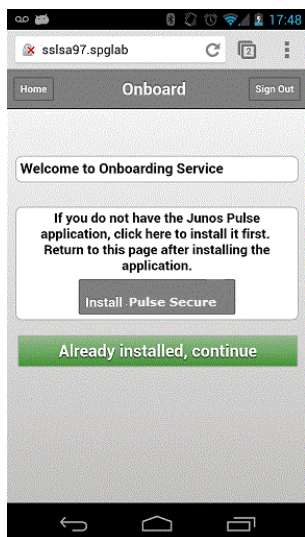 17:48
sslsa97.spglab
2
Home
Onboard
Sign Out
Welcome to Onboarding Service
If you do not have the Junos Pulse
application, click here to install it first.
Return to this page after installing the
application.
Install Pulse Secure
Already installed, continue